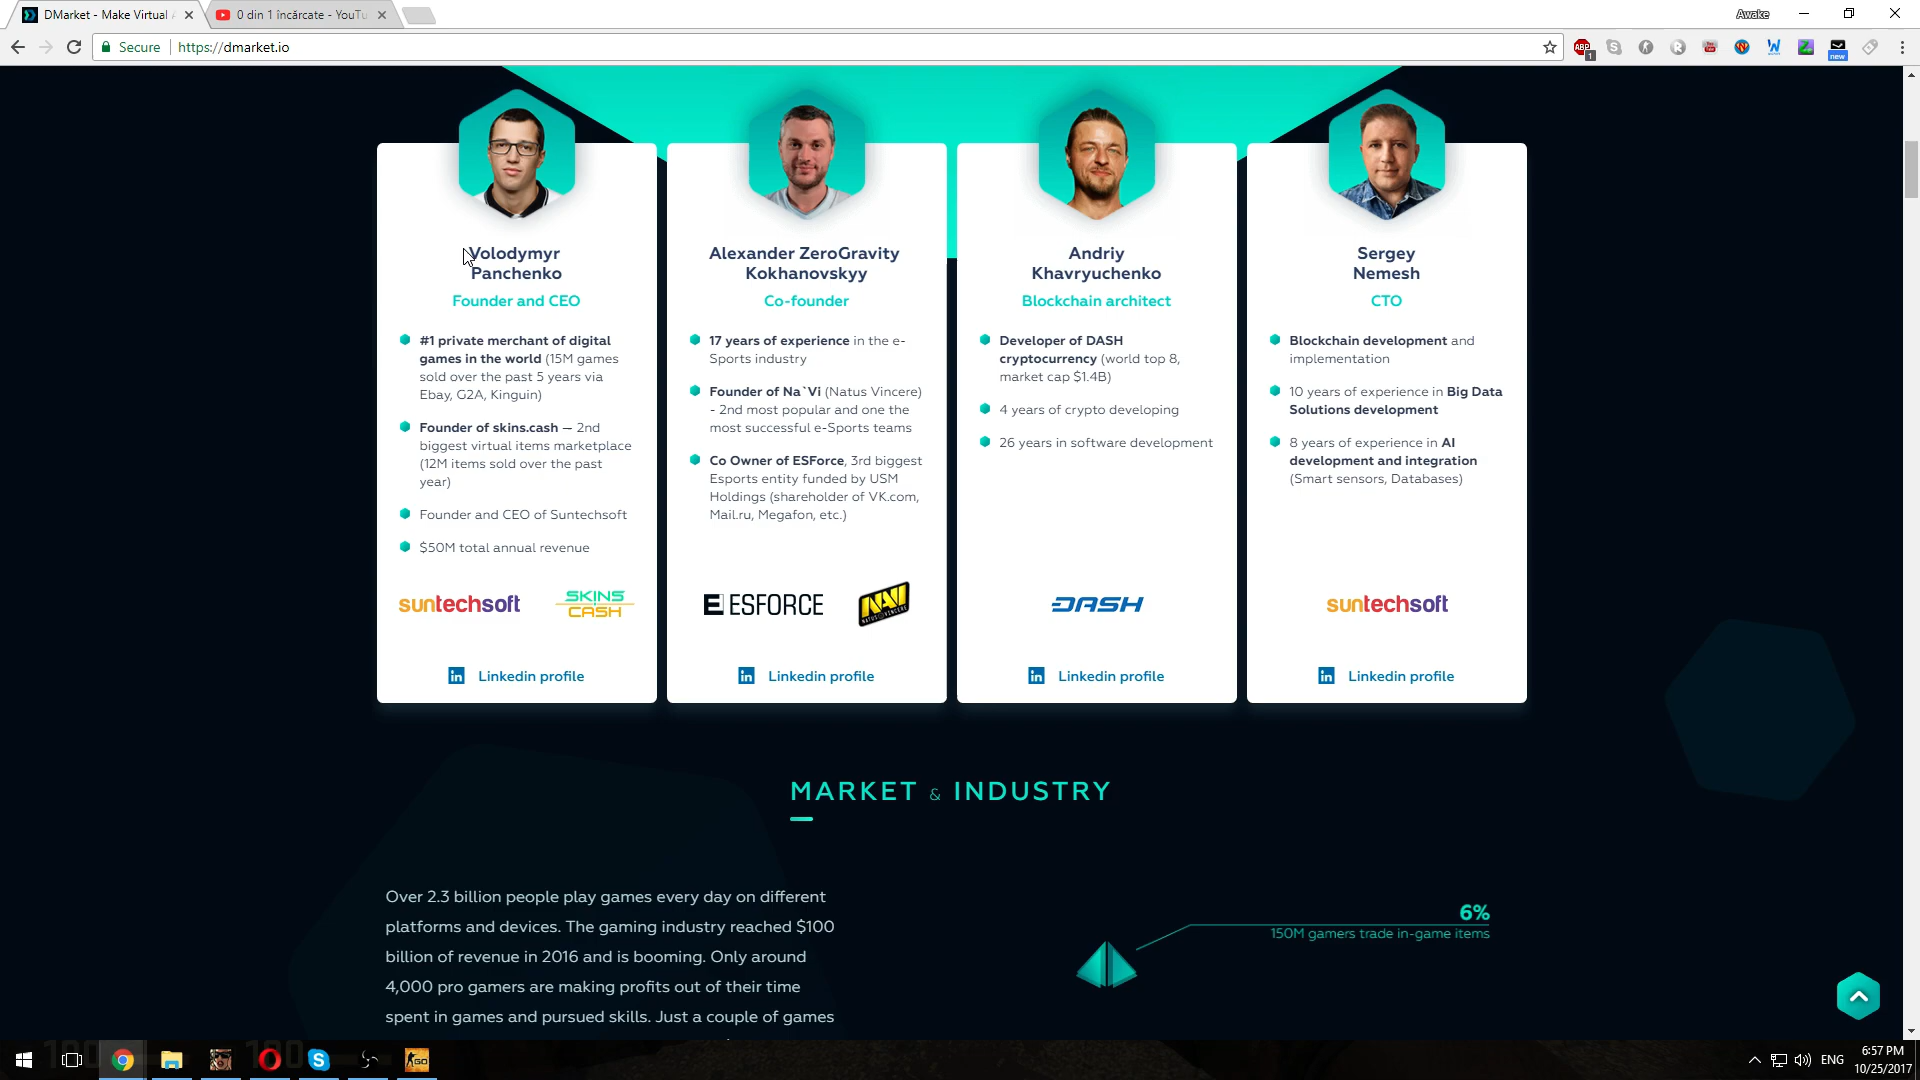 DMarket - Make Virtual
0 din 1 încărcate - YouTu
Awake
Secure
https://dmarket.io
ABP
1
new
Volodymyr
Panchenko
Founder and CEO
#1 private merchant of digital
games in the world (15M games
sold over the past 5 years via
Ebay, G2A, Kinguin)
Founder of skins.cash — 2nd
biggest virtual items marketplace
(12M items sold over the past
year)
Founder and CEO of Suntechsoft
$50M total annual revenue
suntechsoft
SKINS
CASH
Linkedin profile
Alexander ZeroGravity
Kokhanovskyy
Co-founder
17 years of experience in the e-
Sports industry
Founder of Na`Vi (Natus Vincere)
- 2nd most popular and one the
most successful e-Sports teams
Co Owner of ESForce, 3rd biggest
Esports entity funded by USM
Holdings (shareholder of VK.com,
Mail.ru, Megafon, etc.)
ESFORCE
NAVI
NATUS VINCERE
Linkedin profile
Andriy
Khavryuchenko
Blockchain architect
Developer of DASH
cryptocurrency (world top 8,
market cap $1.4B)
4 years of crypto developing
26 years in software development
DASH
Linkedin profile
Sergey
Nemesh
CTO
Blockchain development and
implementation
10 years of experience in Big Data
Solutions development
8 years of experience in AI
development and integration
(Smart sensors, Databases)
suntechsoft
Linkedin profile
MARKET & INDUSTRY
Over 2.3 billion people play games every day on different
platforms and devices. The gaming industry reached $100
billion of revenue in 2016 and is booming. Only around
4,000 pro gamers are making profits out of their time
spent in games and pursued skills. Just a couple of games
6%
150M gamers trade in-game items
GO
ENG
6:57 PM
10/25/2017